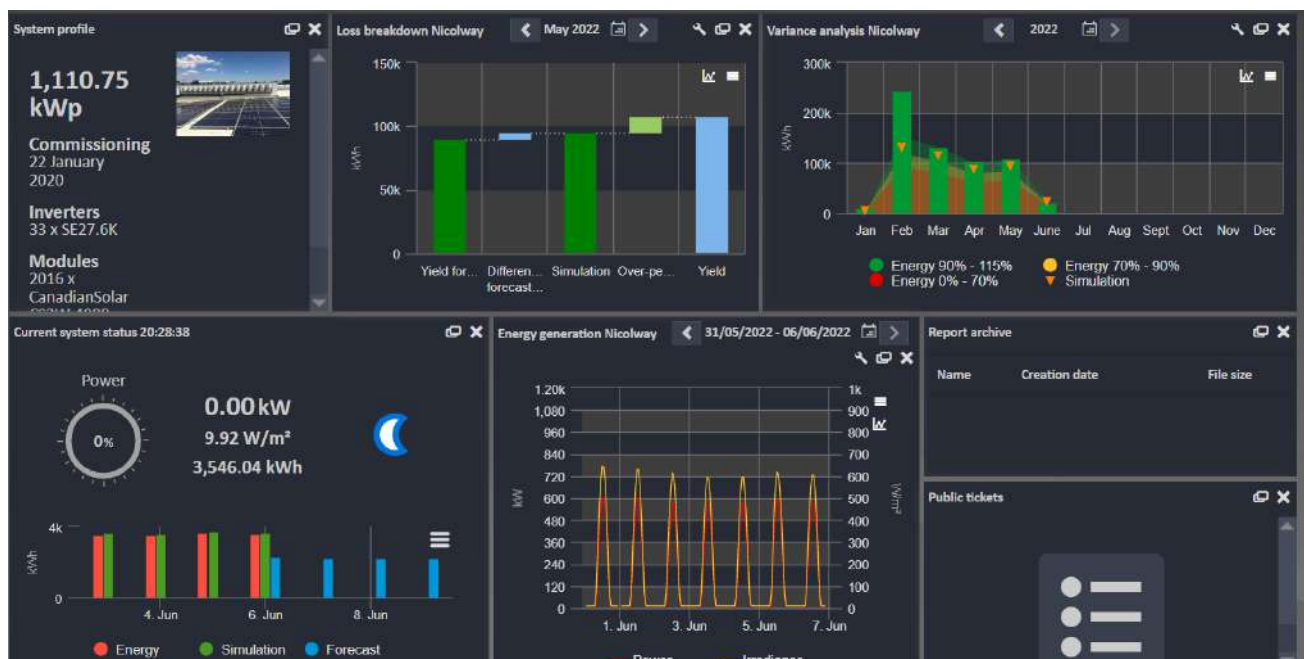 System profile
1,110.75
kWp
Commissioning
22 January
2020
Inverters
33 x SE27.6K
Modules
2016 x
CanadianSolar
Loss breakdown Nicolway
May 2022
150k
100k
50k
0
kWh
Yield for...
Differen...
forecast...
Simulation
Over-pe...
Yield
Variance analysis Nicolway
2022
300k
200k
100k
0
kWh
Jan Feb Mar Apr May June Jul Aug Sept Oct Nov Dec
Energy 90% - 115%
Energy 70% - 90%
Energy 0% - 70%
Simulation
Current system status 20:28:38
Power
0%
0.00 kW
9.92 W/m²
3,546.04 kWh
4k
0
kWh
4. Jun 6. Jun 8. Jun
Energy Simulation Forecast
Energy generation Nicolway
31/05/2022 - 06/06/2022
1.20k
1,080
960
840
720
600
480
360
240
120
0
kW
1k
900
800
700
600
500
400
300
200
100
0
W/m²
1. Jun 3. Jun 5. Jun 7. Jun
Power Irradiance
Report archive
Name Creation date File size
Public tickets